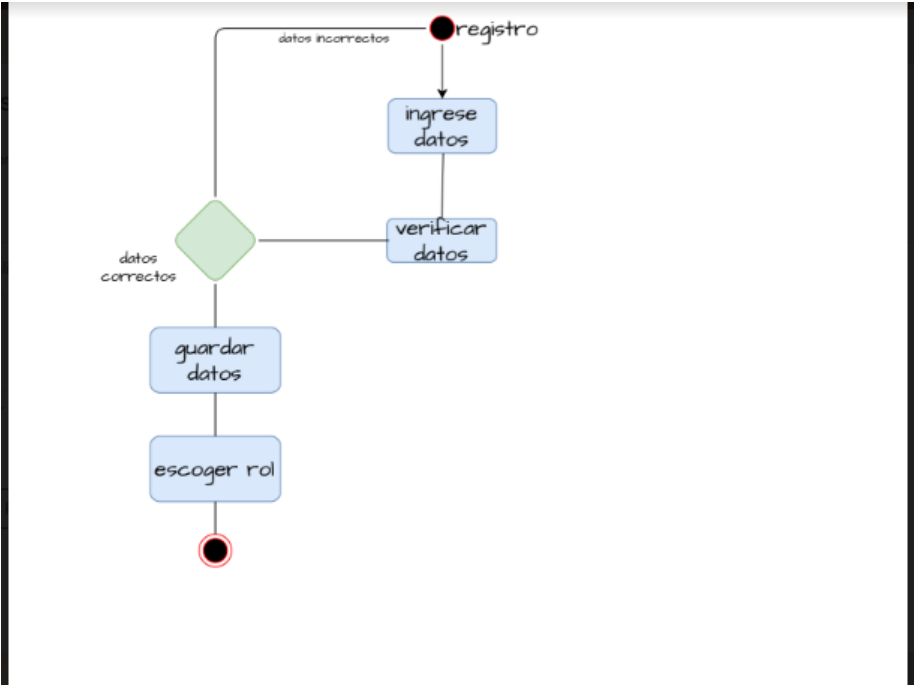 registro
datos incorrectos
ingrese
datos
verificar
datos
datos
correctos
guardar
datos
escoger rol